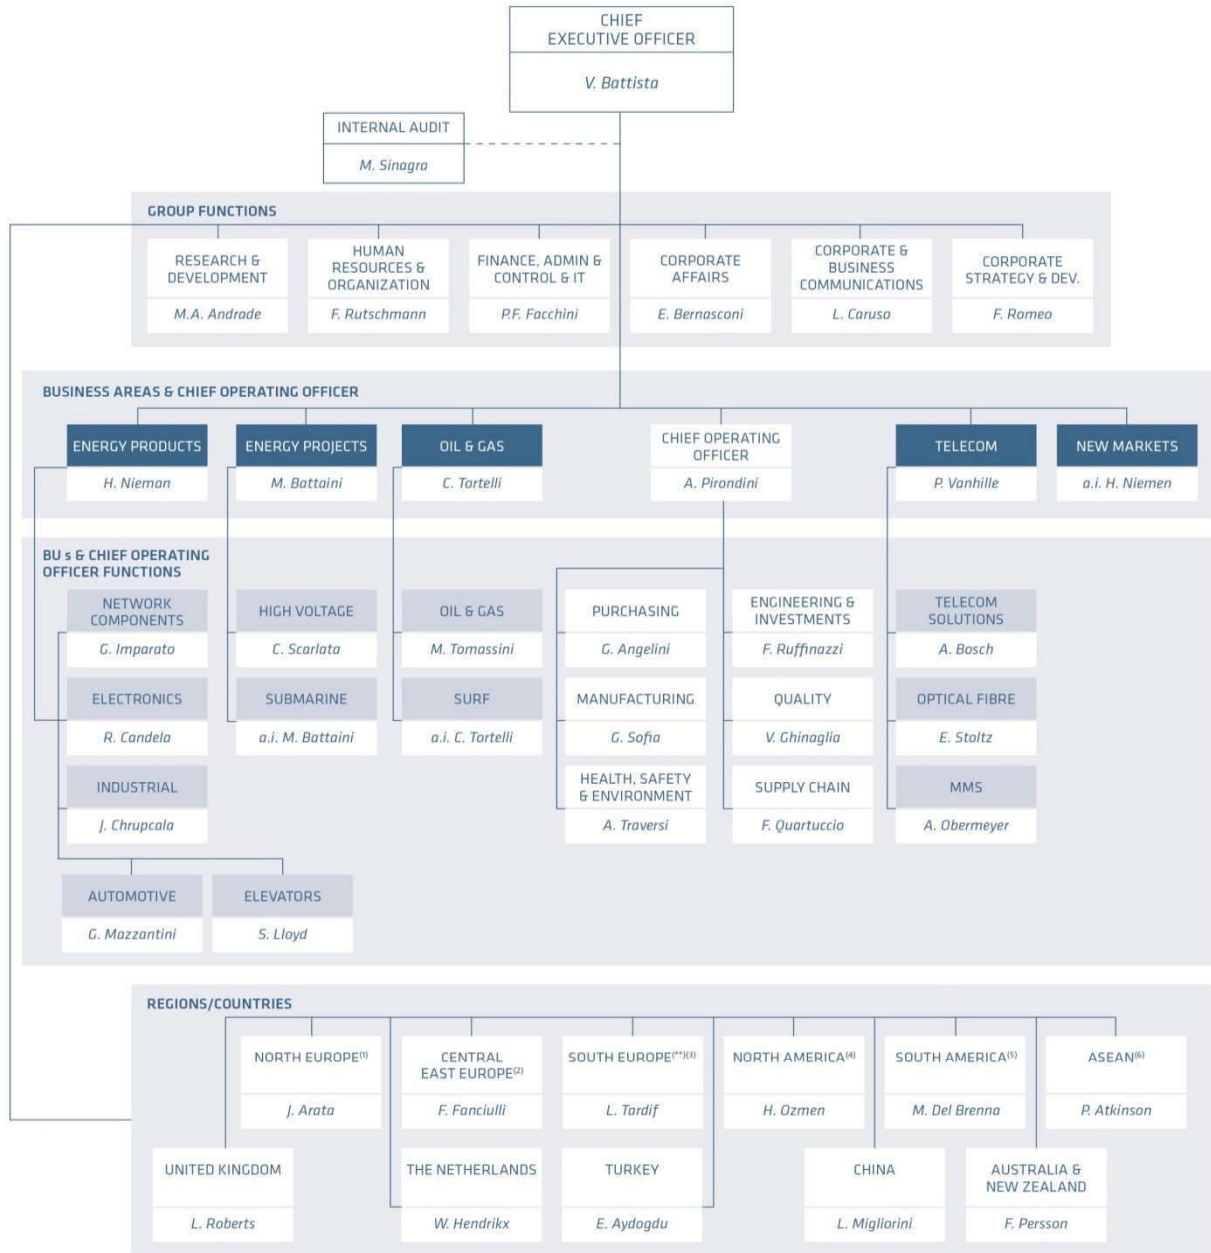 CHIEF
EXECUTIVE OFFICER
V. Battista
INTERNAL AUDIT
M. Sinagra
GROUP FUNCTIONS
RESEARCH &
DEVELOPMENT
M.A. Andrade
HUMAN
RESOURCES &
ORGANIZATION
F. Rutschmann
FINANCE, ADMIN &
CONTROL & IT
P.F. Facchini
CORPORATE
AFFAIRS
E. Bernasconi
CORPORATE &
BUSINESS
COMMUNICATIONS
L. Caruso
CORPORATE
STRATEGY & DEV.
F. Romeo
BUSINESS AREAS & CHIEF OPERATING OFFICER
ENERGY PRODUCTS
H. Nieman
ENERGY PROJECTS
M. Battaini
OIL & GAS
C. Tortelli
CHIEF OPERATING
OFFICER
A. Pirondini
TELECOM
P. Vanhille
NEW MARKETS
a.i. H. Niemen
BU s & CHIEF OPERATING
OFFICER FUNCTIONS
NETWORK
COMPONENTS
G. Imparato
HIGH VOLTAGE
C. Scarlata
OIL & GAS
M. Tomassini
PURCHASING
G. Angelini
ENGINEERING &
INVESTMENTS
F. Ruffinazzi
TELECOM
SOLUTIONS
A. Bosch
ELECTRONICS
R. Candela
SUBMARINE
a.i. M. Battaini
SURF
a.i. C. Tortelli
MANUFACTURING
G. Sofia
QUALITY
V. Ghinaglia
OPTICAL FIBRE
E. Stoltz
INDUSTRIAL
J. Chrupcala
HEALTH, SAFETY
& ENVIRONMENT
A. Traversi
SUPPLY CHAIN
F. Quartuccio
MMS
A. Obermeyer
AUTOMOTIVE
G. Mazzantini
ELEVATORS
S. Lloyd
REGIONS/COUNTRIES
NORTH EUROPE(1)
J. Arata
CENTRAL
EAST EUROPE(2)
F. Fanciulli
SOUTH EUROPE(**)(3)
L. Tardif
NORTH AMERICA(4)
H. Ozmen
SOUTH AMERICA(5)
M. Del Brenna
ASEAN(6)
P. Atkinson
UNITED KINGDOM
L. Roberts
THE NETHERLANDS
W. Hendrikx
TURKEY
E. Aydogdu
CHINA
L. Migliorini
AUSTRALIA &
NEW ZEALAND
F. Persson